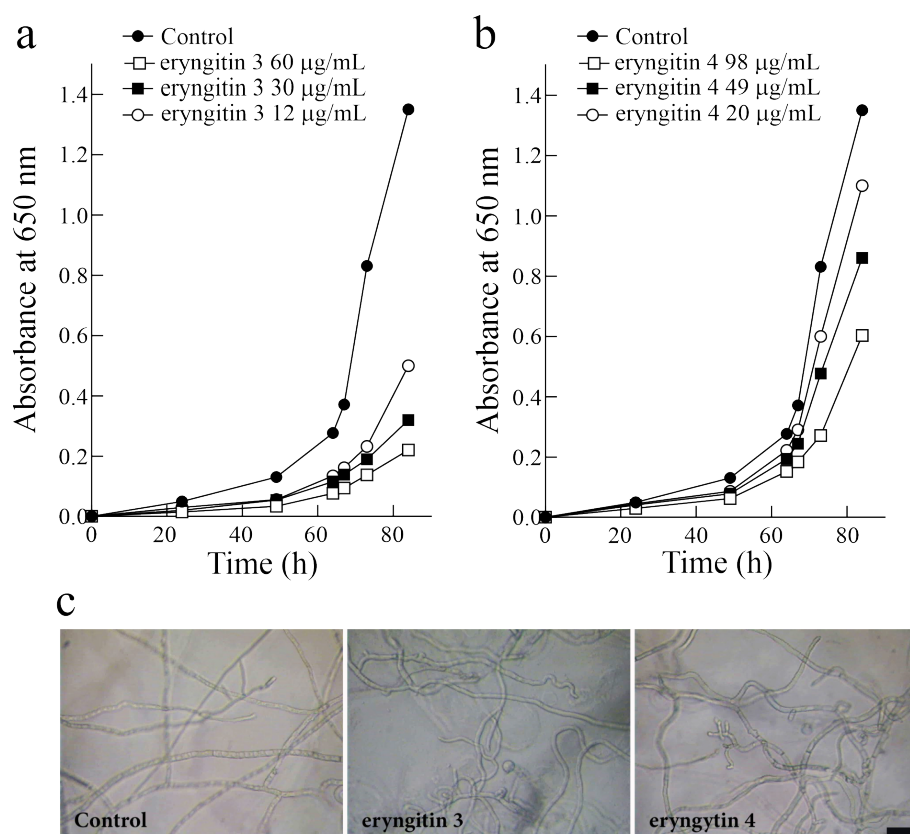 a
Control
eryngitin 3 60 μg/mL
eryngitin 3 30 μg/mL
eryngitin 3 12 μg/mL
Absorbance at 650 nm
1.4
1.2
1.0
0.8
0.6
0.4
0.2
0.0
0 20 40 60 80
Time (h)
b
Control
eryngitin 4 98 μg/mL
eryngitin 4 49 μg/mL
eryngitin 4 20 μg/mL
Absorbance at 650 nm
1.4
1.2
1.0
0.8
0.6
0.4
0.2
0.0
0 20 40 60 80
Time (h)
c
Control
eryngitin 3
eryngytin 4